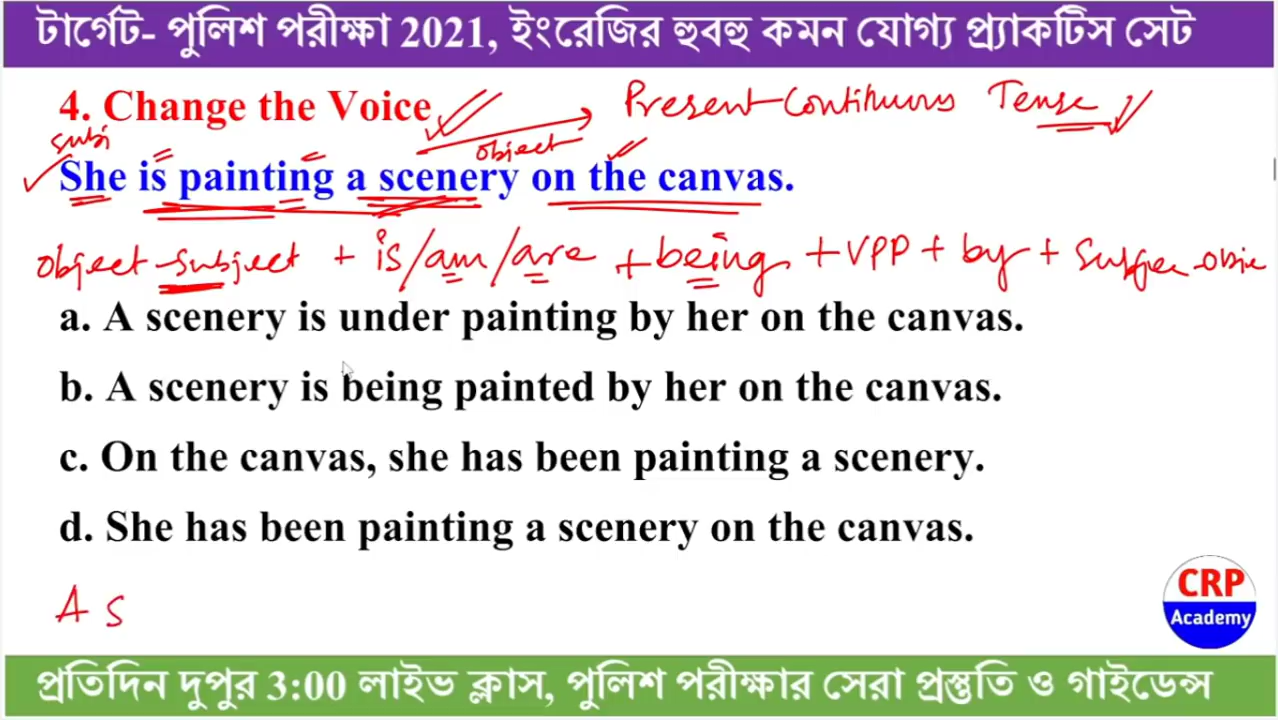 টার্গেট- পুলিশ পরীক্ষা 2021, ইংরেজির হুবহু কমন যোগ্য প্র্যাকটিস সেট
4. Change the Voice
Present Continuous Tense
subj
object
She is painting a scenery on the canvas.
object-subject + is/am/are + being + VPP + by +
a. A scenery is under painting by her on the canvas.
b. A scenery is being painted by her on the canvas.
c. On the canvas, she has been painting a scenery.
d. She has been painting a scenery on the canvas.
A s
CRP
Academy
প্রতিদিন দুপুর 3:00 লাইভ ক্লাস, পুলিশ পরীক্ষার সেরা প্রস্তুতি ও গাইডেন্স